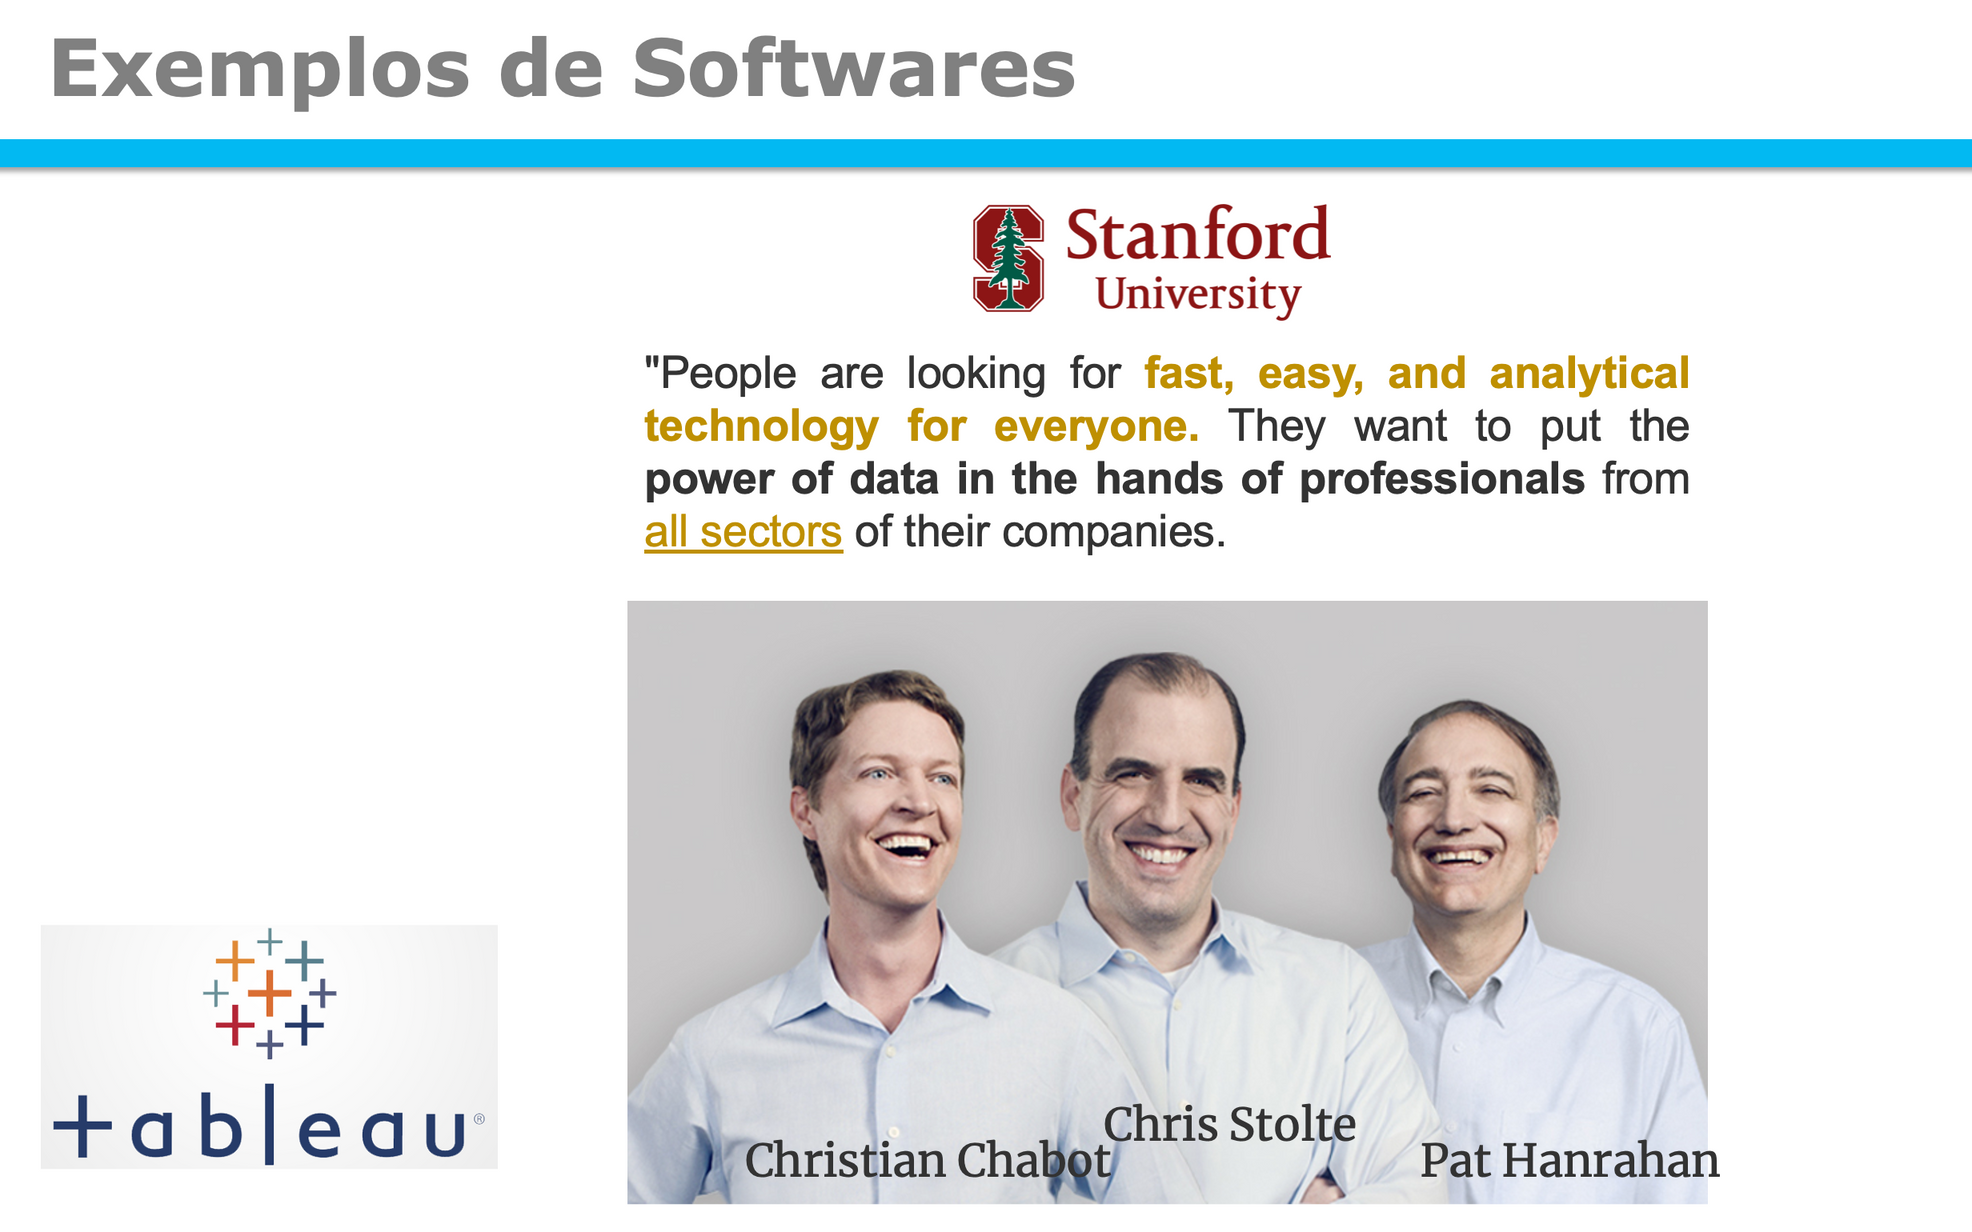 Exemplos de Softwares
Stanford
University
"People are looking for fast, easy, and analytical
technology for everyone. They want to put the
power of data in the hands of professionals from
all sectors of their companies.
+ableau®
Chris Stolte
Christian Chabot
Pat Hanrahan